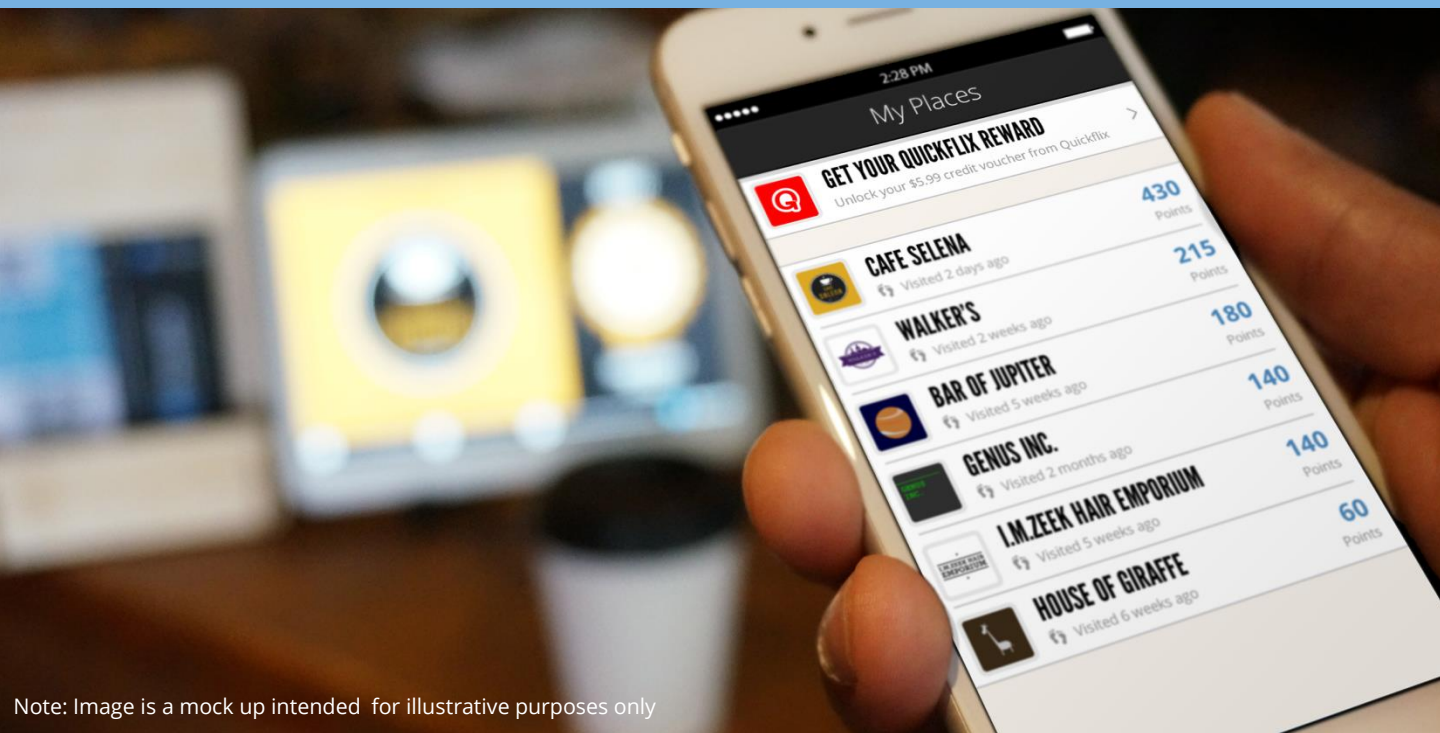 2:28 PM
My Places
GET YOUR QUICKFLIX REWARD
Unlock your $5.99 credit voucher from Quickflix
CAFE SELENA
Visited 2 days ago
430
Points
WALKER'S
Visited 2 weeks ago
215
Points
BAR OF JUPITER
Visited 5 weeks ago
180
Points
GENUS INC.
Visited 2 months ago
140
Points
I.M.ZEEK HAIR EMPORIUM
Visited 5 weeks ago
140
Points
HOUSE OF GIRAFFE
Visited 6 weeks ago
60
Points
Note: Image is a mock up intended for illustrative purposes only